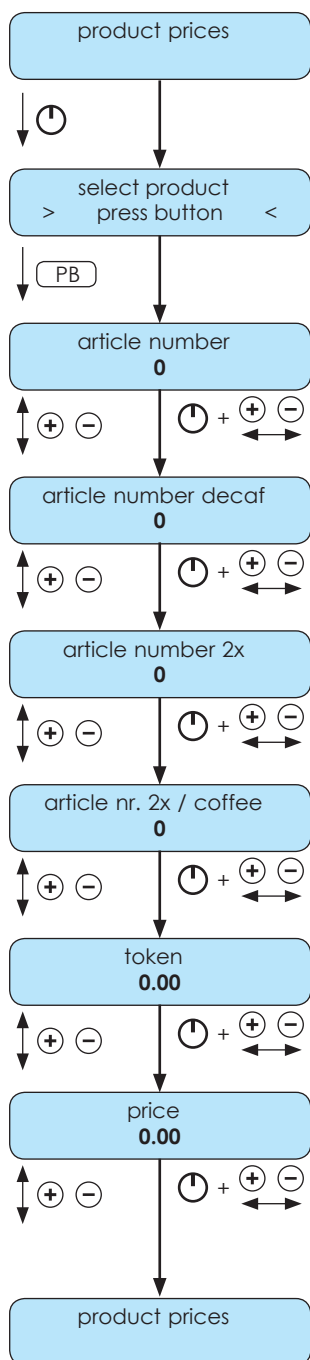 product prices
select product
> press button <
PB
article number
0
+ - + + -
article number decaf
0
+ - + + -
article number 2x
0
+ - + + -
article nr. 2x / coffee
0
+ - + + -
token
0.00
+ - + + -
price
0.00
+ - + + -
product prices